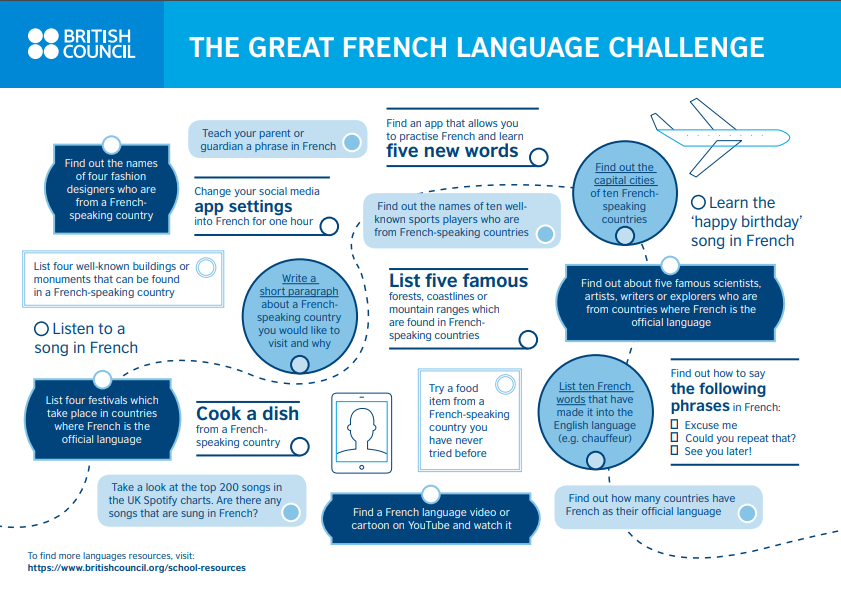 BRITISH
COUNCIL
THE GREAT FRENCH LANGUAGE CHALLENGE
Find out the names
of four fashion
designers who are
from a French-
speaking country
Teach your parent or
guardian a phrase in French
Find an app that allows you
to practise French and learn
five new words
Change your social media
app settings
into French for one hour
Find out the names of ten well-
known sports players who are
from French-speaking countries
Find out the
capital cities
of ten French-
speaking
countries
Learn the
'happy birthday'
song in French
List four well-known buildings or
monuments that can be found
in a French-speaking country
Write a
short paragraph
about a French-
speaking country
you would like to
visit and why
List five famous
forests, coastlines or
mountain ranges which
are found in French-
speaking countries
Find out about five famous scientists,
artists, writers or explorers who are
from countries where French is the
official language
Listen to a
song in French
List four festivals which
take place in countries
where French is the
official language
Cook a dish
from a French-
speaking country
Try a food
item from a
French-speaking
country you
have never
tried before
List ten French
words that have
made it into the
English language
(e.g. chauffeur)
Find out how to say
the following
phrases in French:
Excuse me
Could you repeat that?
See you later!
Take a look at the top 200 songs in
the UK Spotify charts. Are there any
songs that are sung in French?
Find a French language video or
cartoon on YouTube and watch it
Find out how many countries have
French as their official language
To find more languages resources, visit:
https://www.britishcouncil.org/school-resources